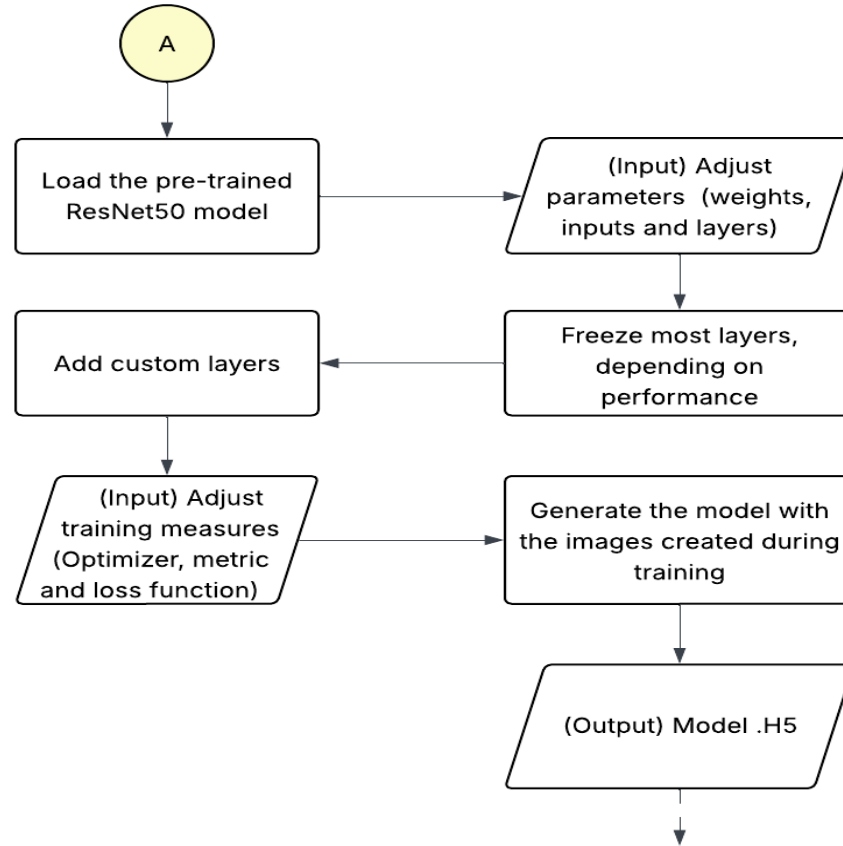 A
Load the pre-trained
ResNet50 model
(Input) Adjust
parameters (weights,
inputs and layers)
Freeze most layers,
depending on
performance
Add custom layers
(Input) Adjust
training measures
(Optimizer, metric
and loss function)
Generate the model with
the images created during
training
(Output) Model .H5